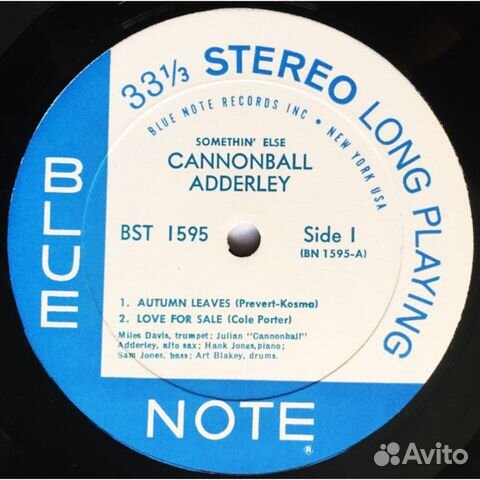 33⅓ STEREO LONG PLAYING
BLUE NOTE RECORDS INC • NEW YORK USA
SOMETHIN' ELSE
CANNONBALL
ADDERLEY
BST 1595 Side 1
(BN 1595-A)
1. AUTUMN LEAVES (Prevert-Kosma)
2. LOVE FOR SALE (Cole Porter)
Miles Davis, trumpet; Julian "Cannonball"
Adderley, alto sax; Hank Jones, piano;
Sam Jones, bass; Art Blakey, drums.
BLUE
NOTE®
Avito